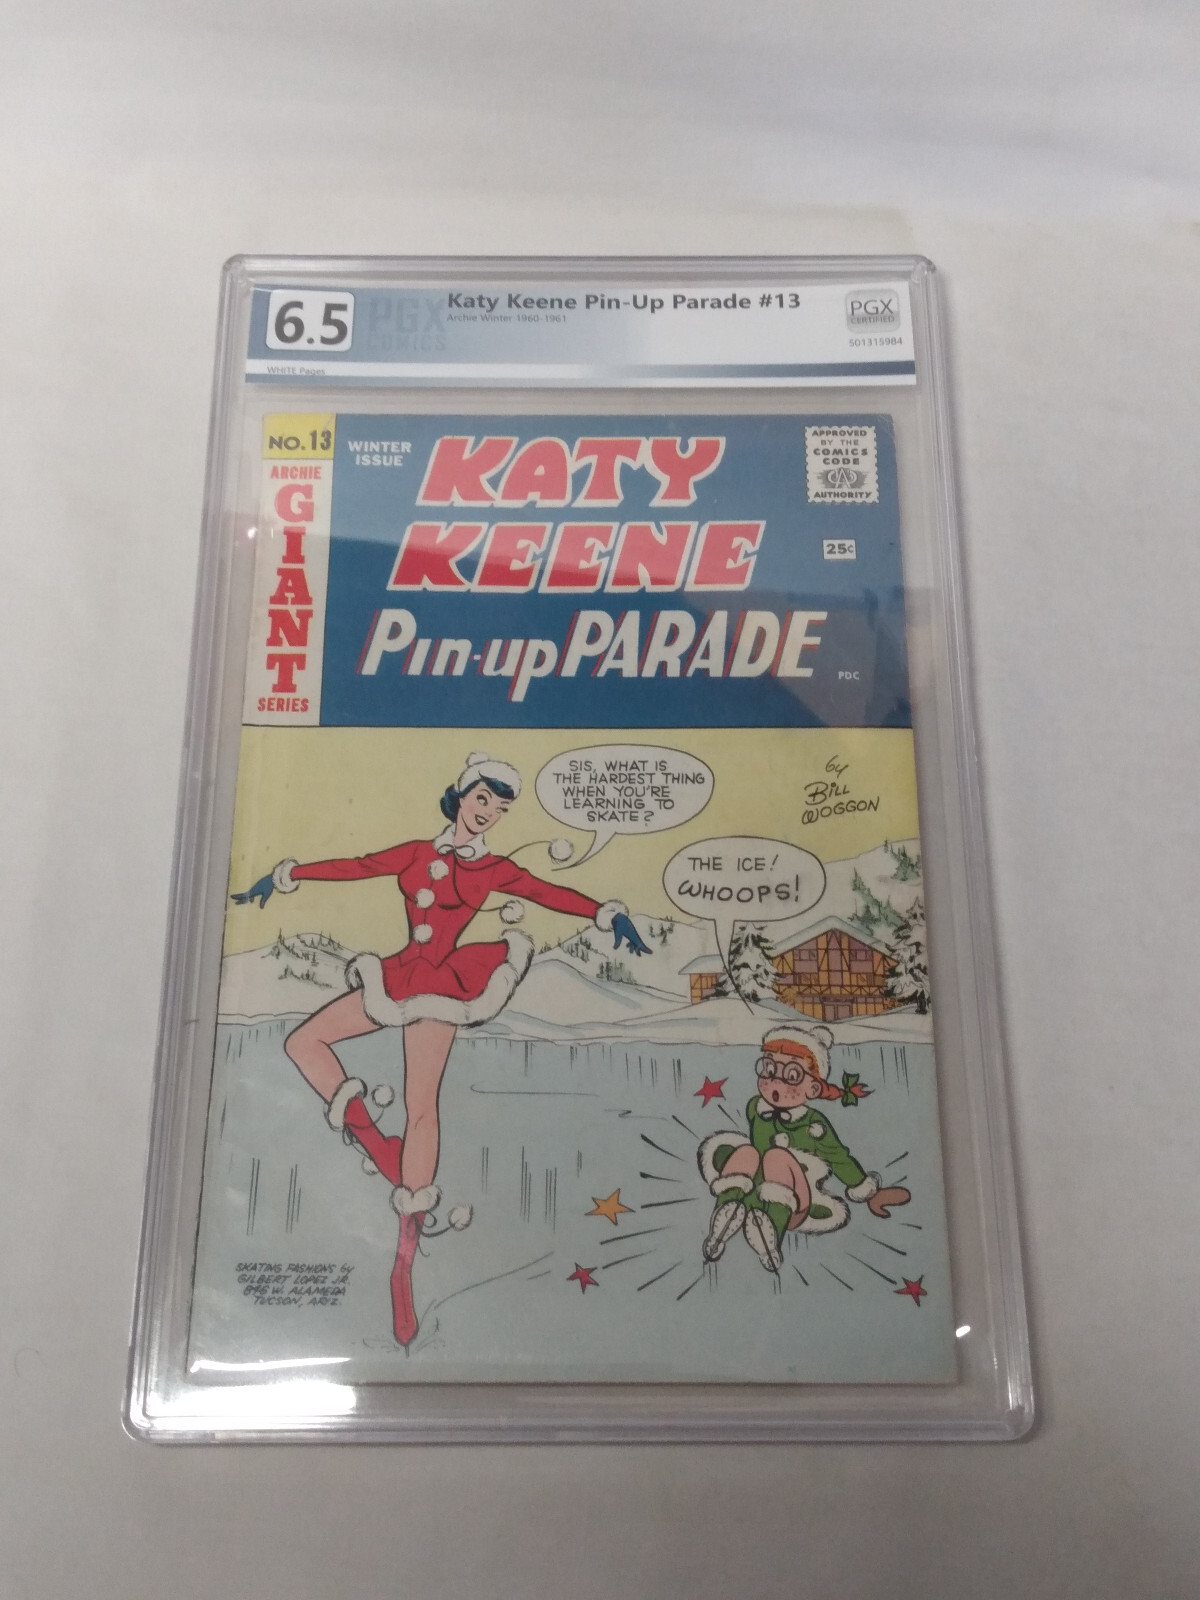 6.5
PGX
COMICS
Katy Keene Pin-Up Parade #13
Archie Winter 1960-1961
PGX
CERTIFIED
501315984
WHITE Pages
NO. 13
ARCHIE
GIANT
SERIES
WINTER
ISSUE
KATY
KEENE
Pin-up PARADE
APPROVED
BY THE
COMICS
CODE
CA
AUTHORITY
25¢
PDC
SIS, WHAT IS
THE HARDEST THING
WHEN YOU'RE
LEARNING TO
SKATE?
by
BiLL
WOGGON
THE ICE!
WHOOPS!
SKATING FASHIONS by
GILBERT LOPEZ JR.
846 W. ALAMEDA
TUCSON, ARIZ.